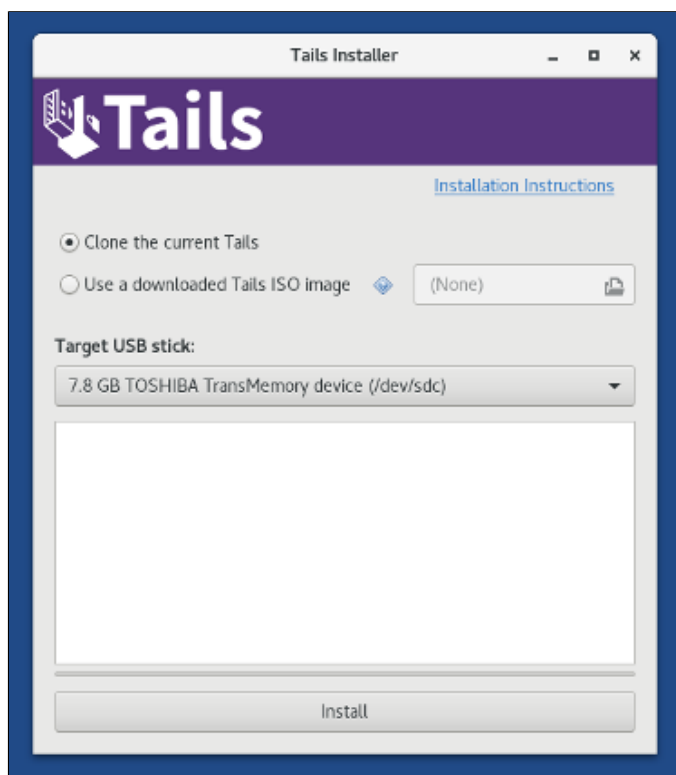 Tails Installer
Tails
Installation Instructions
Clone the current Tails
Use a downloaded Tails ISO image (None)
Target USB stick:
7.8 GB TOSHIBA TransMemory device (/dev/sdc)
Install